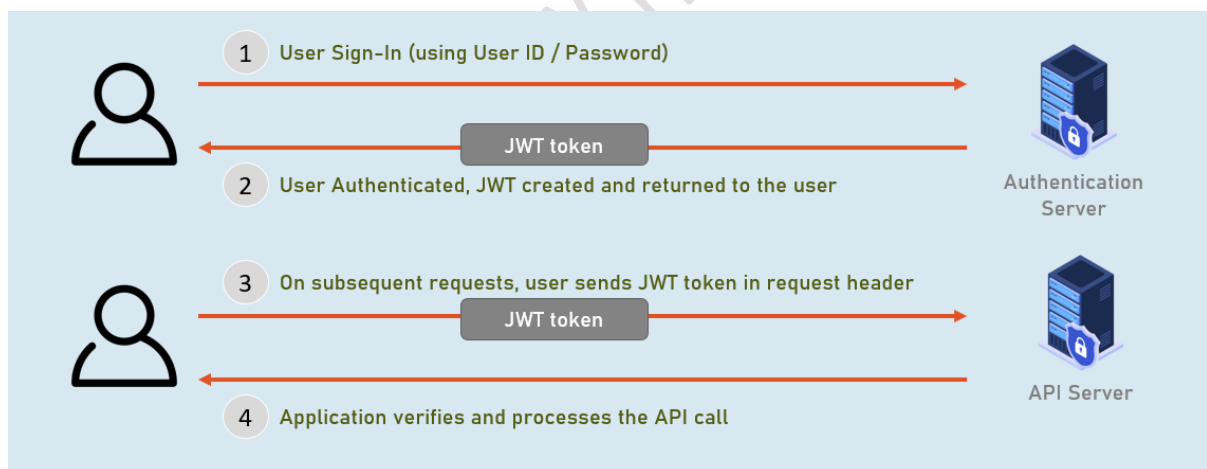 1 User Sign-In (using User ID / Password)
JWT token
2 User Authenticated, JWT created and returned to the user
Authentication
Server
3 On subsequent requests, user sends JWT token in request header
JWT token
4 Application verifies and processes the API call
API Server